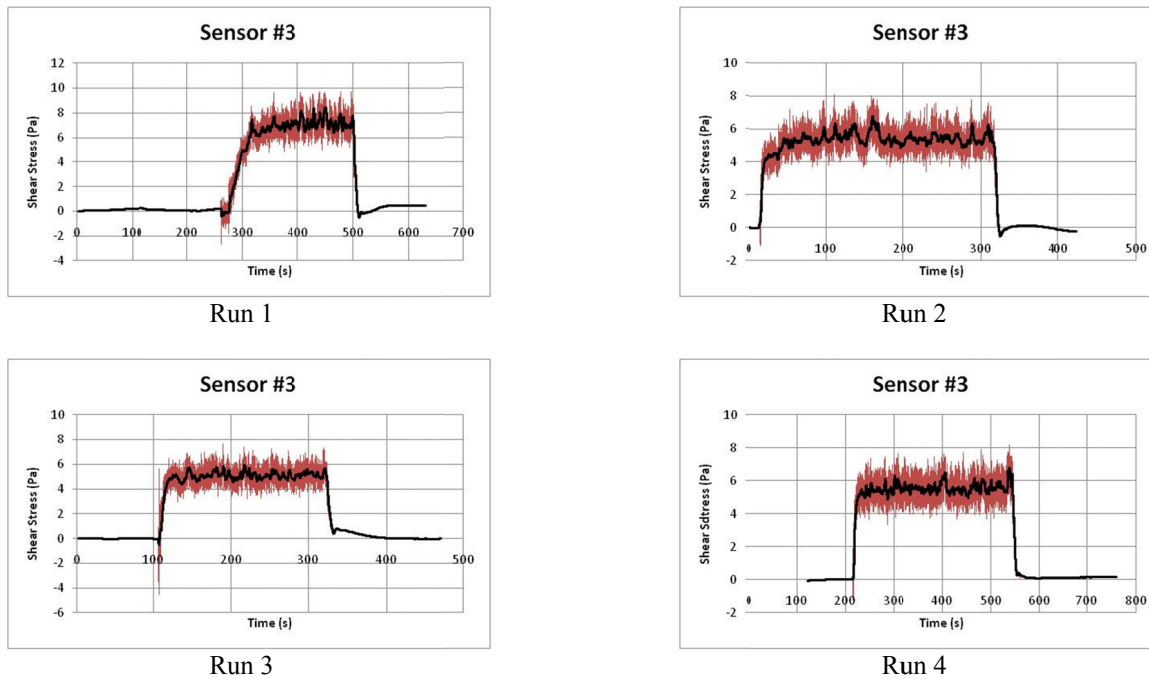 Sensor #3
12
10
8
6
4
2
0
-2
-4
0 100 200 300 400 500 600 700
Shear Stress (Pa)
Time (s)
Run 1
Sensor #3
10
8
6
4
2
0
-2
0 100 200 300 400 500
Shear Stress (Pa)
Time (s)
Run 2
Sensor #3
10
8
6
4
2
0
-2
-4
-6
0 100 200 300 400 500
Shear Stress (Pa)
Time (s)
Run 3
Sensor #3
10
8
6
4
2
0
-2
0 100 200 300 400 500 600 700 800
Shear Sdtress (Pa)
Time (s)
Run 4